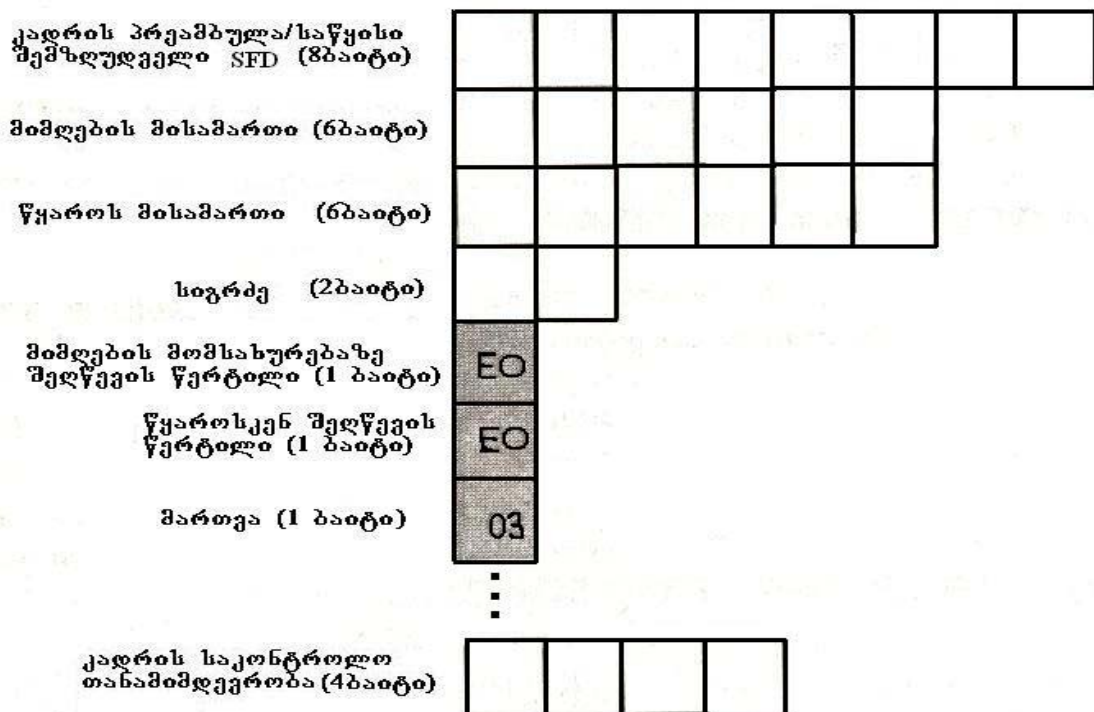 კადრის პრეამბულა/საწყისი
შემზღუდველი SFD (8ბაიტი)
მიმღების მისამართი (6ბაიტი)
წყაროს მისამართი (6ბაიტი)
სიგრძე (2ბაიტი)
მიმღების მომსახურებაზე
შეღწევის წერტილი (1 ბაიტი)
EO
წყაროსკენ შეღწევის
წერტილი (1 ბაიტი)
EO
მართვა (1 ბაიტი)
03
კადრის საკონტროლო
თანამიმდევრობა (4ბაიტი)